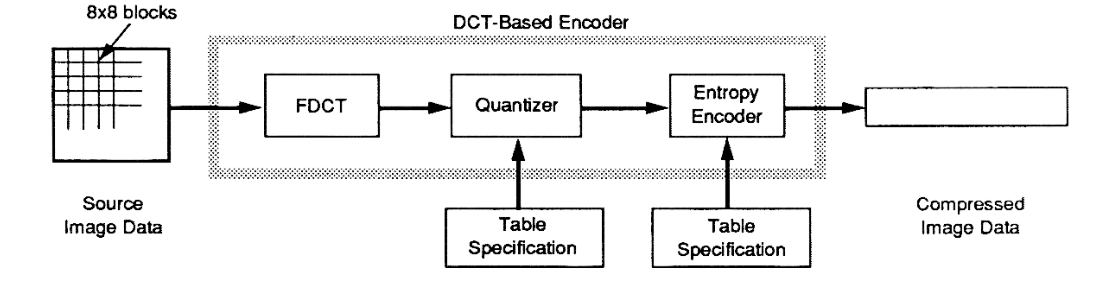 8x8 blocks
DCT-Based Encoder
FDCT
Quantizer
Entropy
Encoder
Source
Image Data
Table
Specification
Table
Specification
Compressed
Image Data